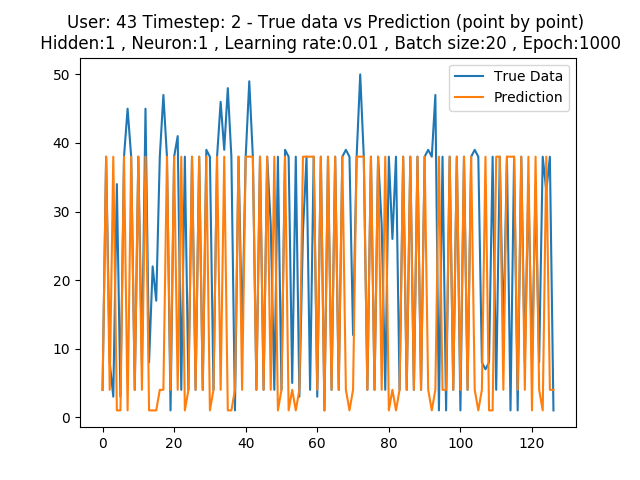 User: 43 Timestep: 2 - True data vs Prediction (point by point)
Hidden:1 , Neuron:1 , Learning rate:0.01 , Batch size:20 , Epoch:1000
True Data
Prediction
50
40
30
20
10
0
0 20 40 60 80 100 120